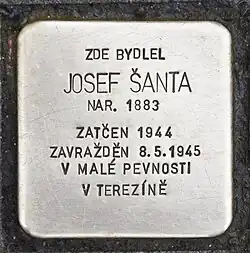 ZDE BYDLEL
JOSEF ŠANTA
NAR. 1883
ZATČEN 1944
ZAVRAŽDĚN 8.5.1945
V MALÉ PEVNOSTI
V TEREZÍNĚ